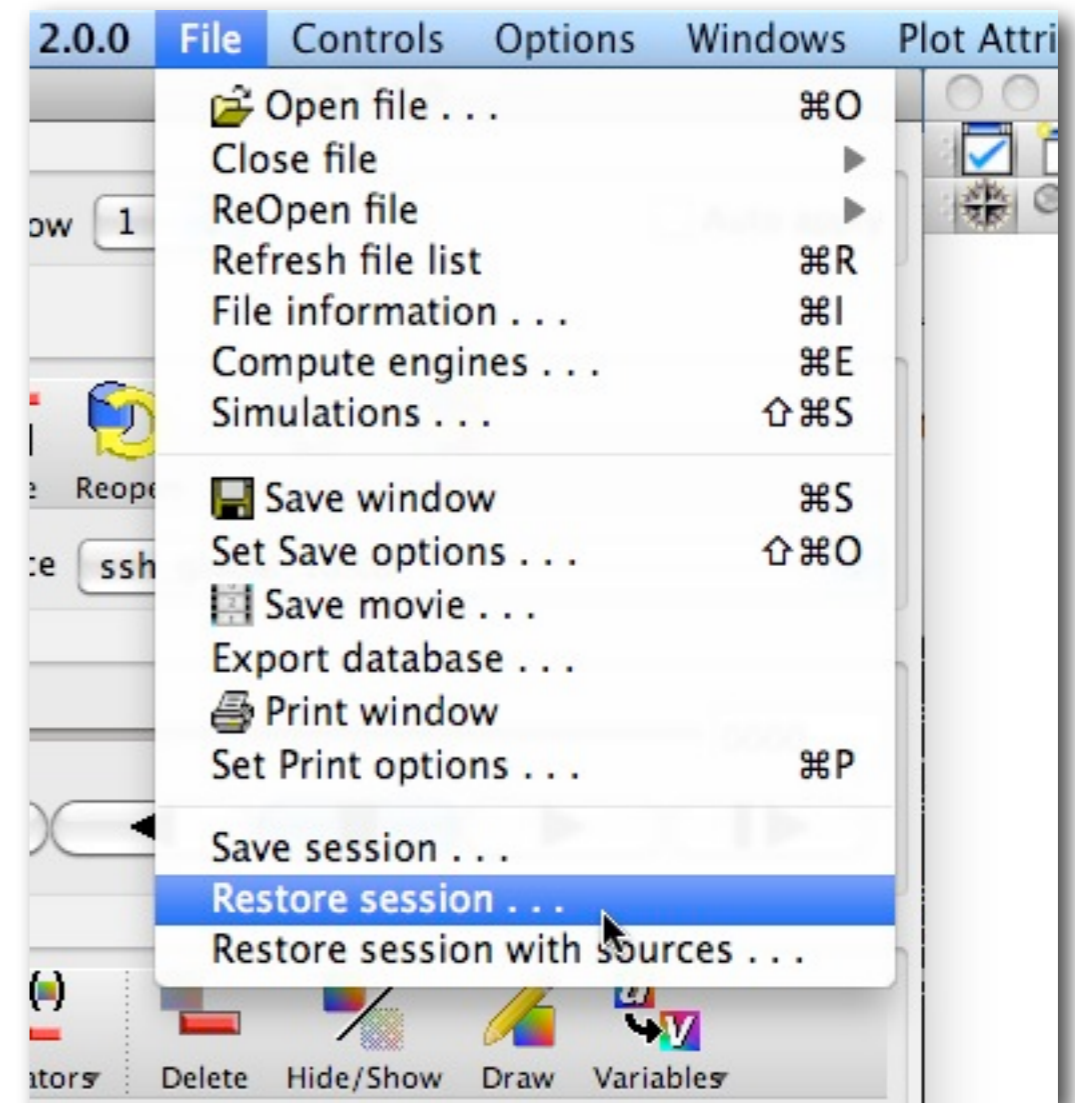 2.0.0 File Controls Options Windows Plot Attri
Open file . . . ⌘O
Close file ▶
ReOpen file ▶
ow 1
Refresh file list ⌘R
File information . . . ⌘I
Compute engines . . . ⌘E
Simulations . . . ⇧⌘S
Reope
Save window ⌘S
ce ssh
Set Save options . . . ⇧⌘O
Save movie . . .
Export database . . .
Print window
Set Print options . . . ⌘P
Save session . . .
Restore session . . .
Restore session with sources . . .
ators Delete Hide/Show Draw Variables